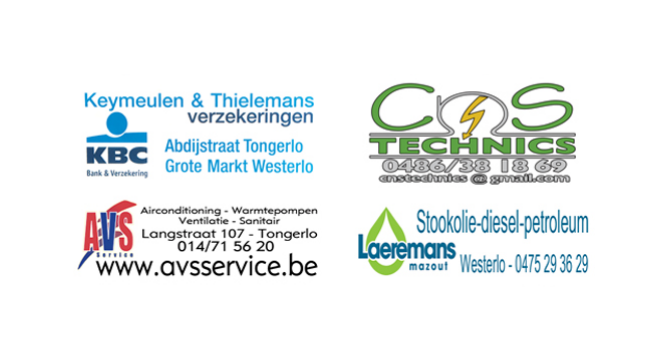 Keymeulen & Thielemans
verzekeringen
KBC
Bank & Verzekering
Abdijstraat Tongerlo
Grote Markt Westerlo
CNS
TECHNICS
0486/38 18 69
cnstechnics@gmail.com
AVS
Service
Airconditioning - Warmtepompen
Ventilatie - Sanitair
Langstraat 107 - Tongerlo
014/71 56 20
www.avsservice.be
Laeremans
mazout
Stookolie-diesel-petroleum
Westerlo - 0475 29 36 29